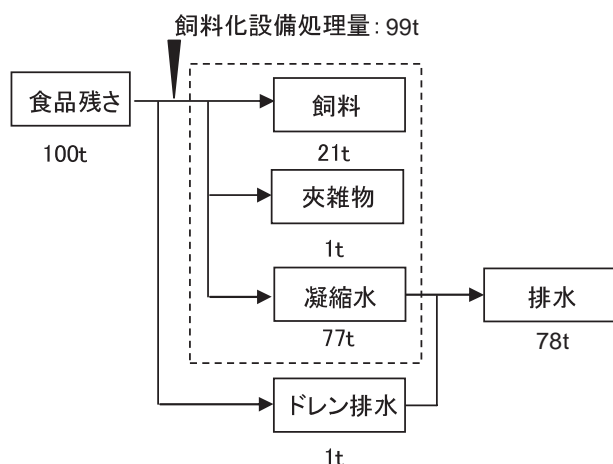 飼料化設備処理量：99t
食品残さ
100t
飼料
21t
夾雑物
1t
凝縮水
77t
排水
78t
ドレン排水
1t